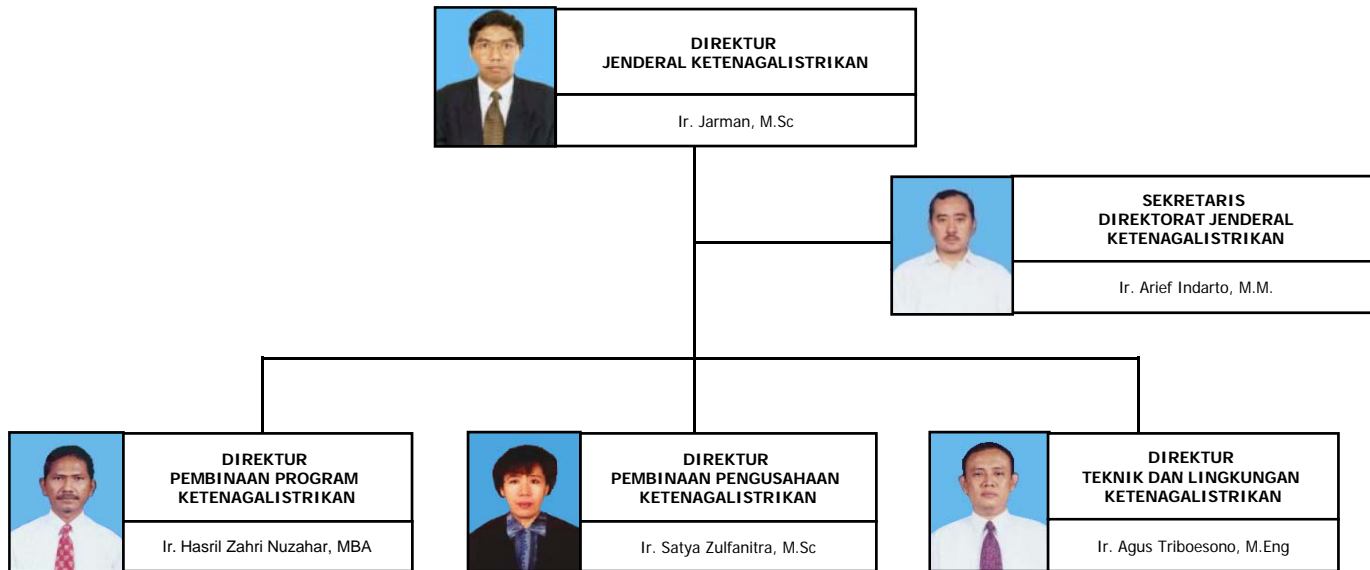 DIREKTUR
JENDERAL KETENAGALISTRIKAN
Ir. Jarman, M.Sc
SEKRETARIS
DIREKTORAT JENDERAL
KETENAGALISTRIKAN
Ir. Arief Indarto, M.M.
DIREKTUR
PEMBINAAN PROGRAM
KETENAGALISTRIKAN
Ir. Hasril Zahri Nuzahar, MBA
DIREKTUR
PEMBINAAN PENGUSAHAAN
KETENAGALISTRIKAN
Ir. Satya Zulfanitra, M.Sc
DIREKTUR
TEKNIK DAN LINGKUNGAN
KETENAGALISTRIKAN
Ir. Agus Triboesono, M.Eng